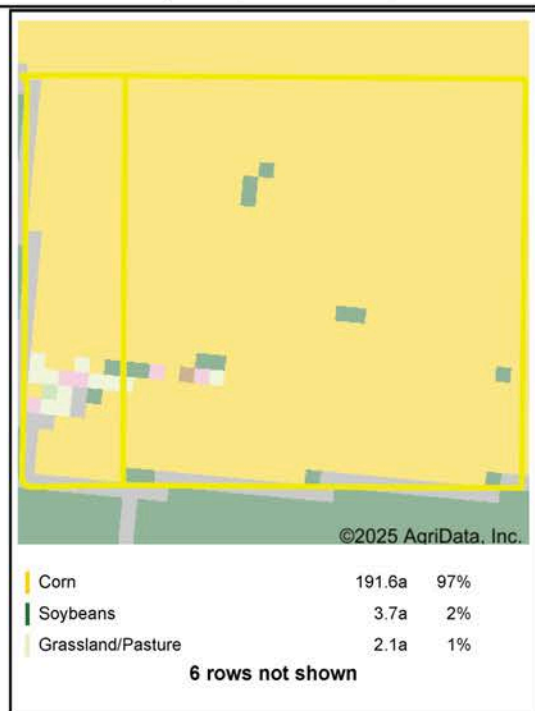 ©2025 AgriData, Inc.
Corn 191.6a 97%
Soybeans 3.7a 2%
Grassland/Pasture 2.1a 1%
6 rows not shown